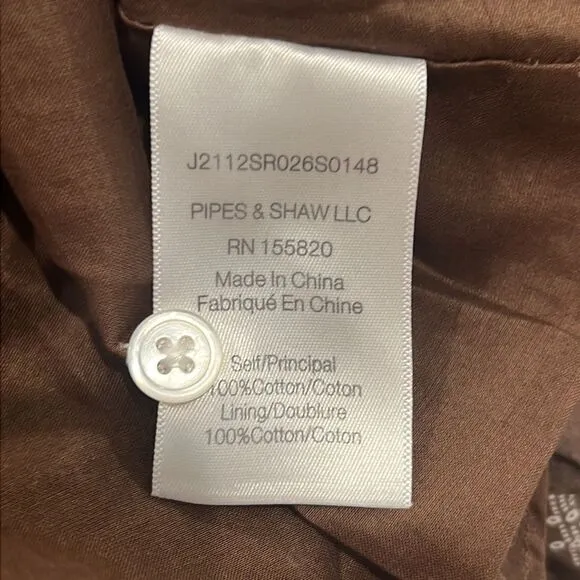 J2112SR026S0148
PIPES & SHAW LLC
RN 155820
Made In China
Fabriqué En Chine
Self/Principal
100%Cotton/Coton
Lining/Doublure
100%Cotton/Coton